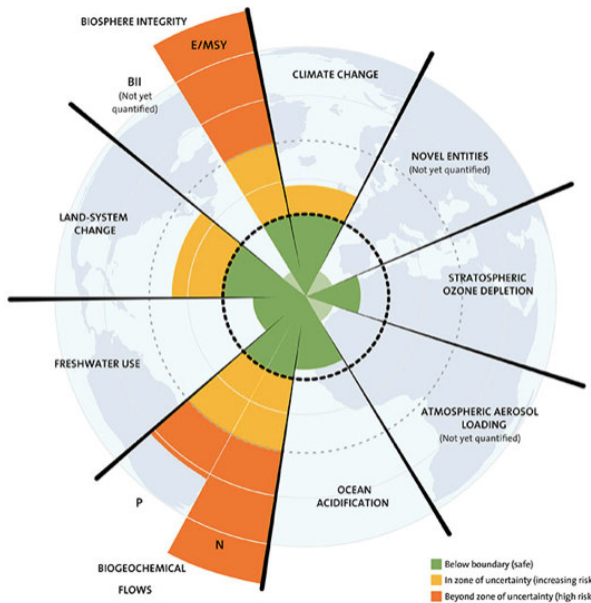 BIOSPHERE INTEGRITY
E/MSY
BII
(Not yet
quantified)
CLIMATE CHANGE
NOVEL ENTITIES
(Not yet quantified)
LAND-SYSTEM
CHANGE
STRATOSPHERIC
OZONE DEPLETION
FRESHWATER USE
ATMOSPHERIC AEROSOL
LOADING
(Not yet quantified)
P
N
OCEAN
ACIDIFICATION
BIOGEOCHEMICAL
FLOWS
Below boundary (safe)
In zone of uncertainty (increasing risk
Beyond zone of uncertainty (high risk